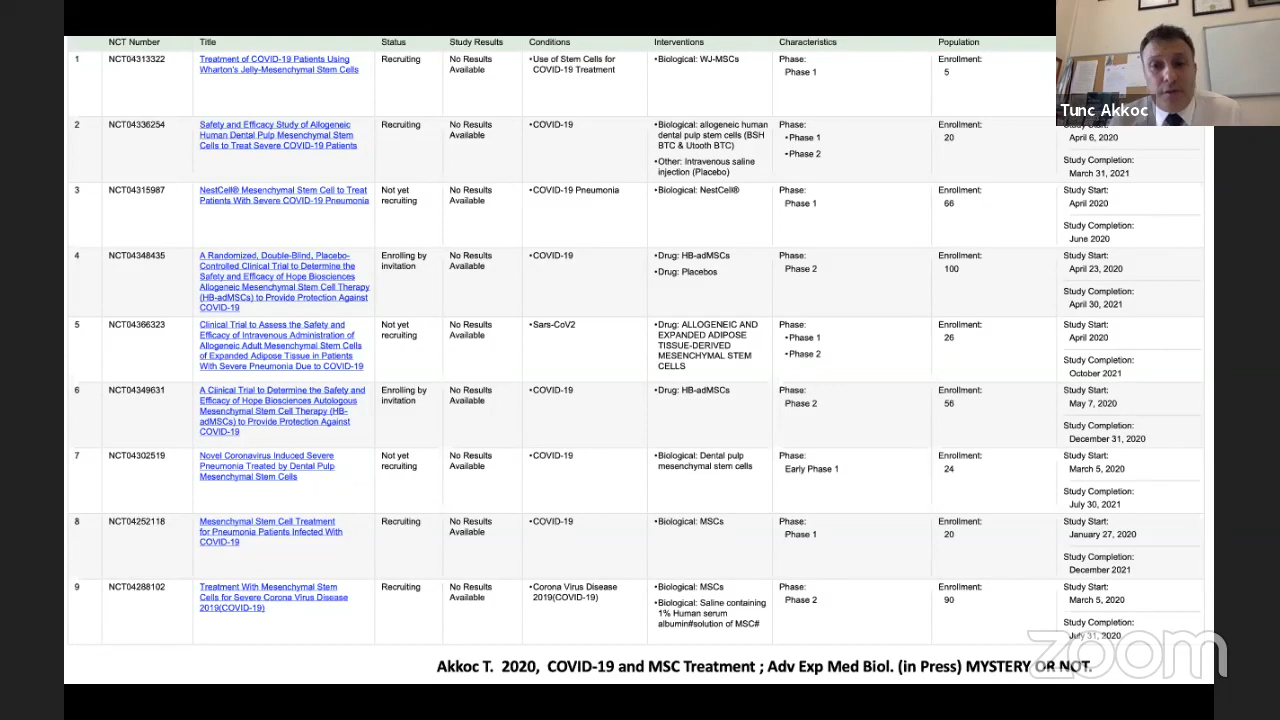 NCT Number Title Status Study Results Conditions Interventions Characteristics Population
Tunc Akkoc
1 NCT04313322 Treatment of COVID-19 Patients Using Recruiting No Results •Use of Stem Cells for •Biological: WJ-MSCs Phase: Enrollment:
Wharton's Jelly-Mesenchymal Stem Cells Available COVID-19 Treatment Phase 1 5
2 NCT04336254 Safety and Efficacy Study of Allogeneic Recruiting No Results •COVID-19 •Biological: allogeneic human Phase: Enrollment: Study Start:
Human Dental Pulp Mesenchymal Stem Available dental pulp stem cells (BSH •Phase 1 20 April 6, 2020
Cells to Treat Severe COVID-19 Patients BTC & Utooth BTC) •Phase 2
•Other: Intravenous saline Study Completion:
injection (Placebo) March 31, 2021
3 NCT04315987 NestCell® Mesenchymal Stem Cell to Treat Not yet No Results •COVID-19 Pneumonia •Biological: NestCell® Phase: Enrollment: Study Start:
Patients With Severe COVID-19 Pneumonia recruiting Available Phase 1 66 April 2020
Study Completion:
June 2020
4 NCT04348435 A Randomized, Double-Blind, Placebo- Enrolling by No Results •COVID-19 •Drug: HB-adMSCs Phase: Enrollment: Study Start:
Controlled Clinical Trial to Determine the invitation Available •Drug: Placebos Phase 2 100 April 23, 2020
Safety and Efficacy of Hope Biosciences
Allogeneic Mesenchymal Stem Cell Therapy Study Completion:
(HB-adMSCs) to Provide Protection Against April 30, 2021
COVID-19
5 NCT04366323 Clinical Trial to Assess the Safety and Not yet No Results •Sars-CoV2 •Drug: ALLOGENEIC AND Phase: Enrollment: Study Start:
Efficacy of Intravenous Administration of recruiting Available EXPANDED ADIPOSE •Phase 1 26 April 2020
Allogeneic Adult Mesenchymal Stem Cells TISSUE-DERIVED •Phase 2
of Expanded Adipose Tissue in Patients MESENCHYMAL STEM Study Completion:
With Severe Pneumonia Due to COVID-19 CELLS October 2021
6 NCT04349631 A Clinical Trial to Determine the Safety and Enrolling by No Results •COVID-19 •Drug: HB-adMSCs Phase: Enrollment: Study Start:
Efficacy of Hope Biosciences Autologous invitation Available Phase 2 56 May 7, 2020
Mesenchymal Stem Cell Therapy (HB-
adMSCs) to Provide Protection Against Study Completion:
COVID-19 December 31, 2020
7 NCT04302519 Novel Coronavirus Induced Severe Not yet No Results •COVID-19 •Biological: Dental pulp Phase: Enrollment: Study Start:
Pneumonia Treated by Dental Pulp recruiting Available mesenchymal stem cells Early Phase 1 24 March 5, 2020
Mesenchymal Stem Cells
Study Completion:
July 30, 2021
8 NCT04252118 Mesenchymal Stem Cell Treatment Recruiting No Results •COVID-19 •Biological: MSCs Phase: Enrollment: Study Start:
for Pneumonia Patients Infected With Available Phase 1 20 January 27, 2020
COVID-19
Study Completion:
December 2021
9 NCT04288102 Treatment With Mesenchymal Stem Recruiting No Results •Corona Virus Disease •Biological: MSCs Phase: Enrollment: Study Start:
Cells for Severe Corona Virus Disease Available 2019(COVID-19) •Biological: Saline containing Phase 2 90 March 5, 2020
2019(COVID-19) 1% Human serum
albumin#solution of MSC# Study Completion:
July 31, 2020
zoom
Akkoc T. 2020, COVID-19 and MSC Treatment ; Adv Exp Med Biol. (in Press) MYSTERY OR NOT.